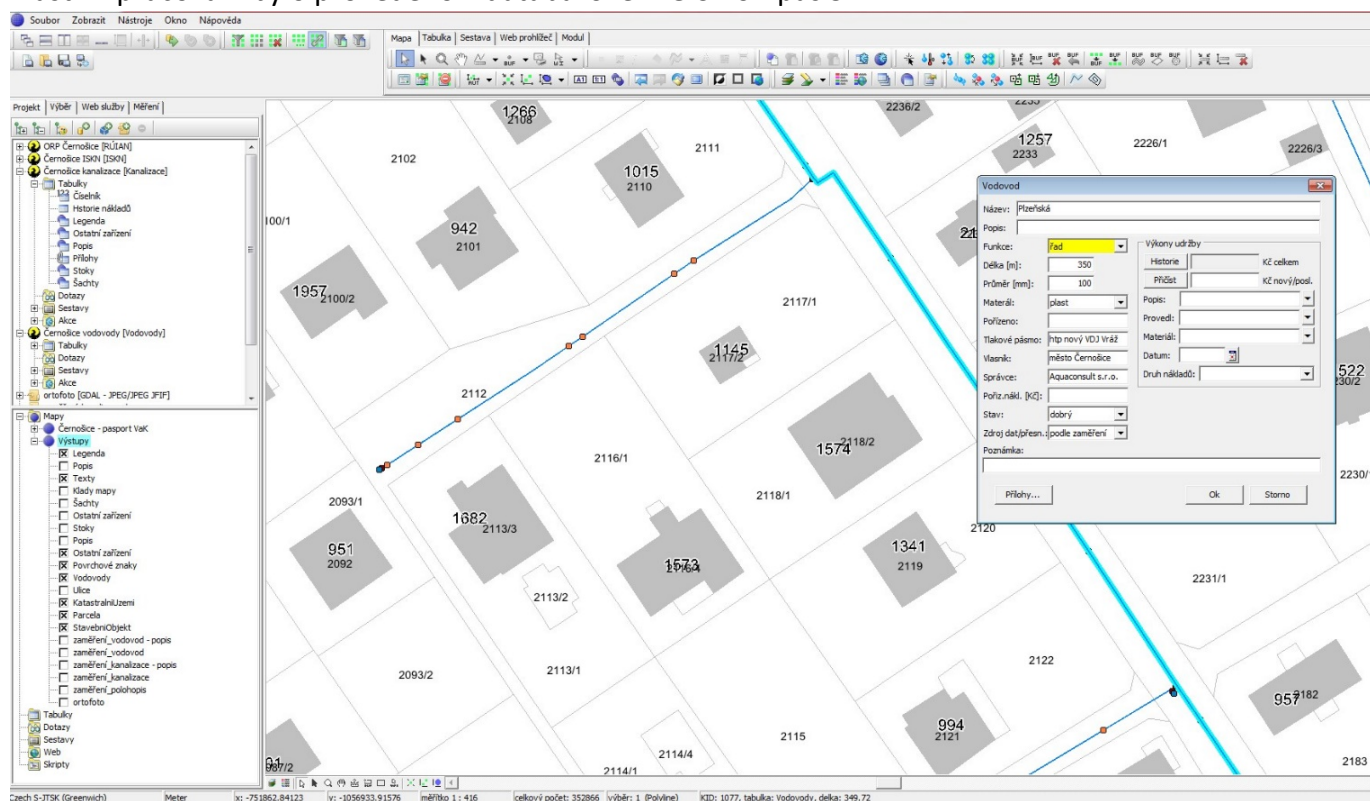 Soubor Zobrazit Nástroje Okno Nápověda
Mapa Tabulka Sestava Web prohlížeč Modul
Projekt Výběr Web služby Měření
ORP Černošice [RÚIAN]
Černošice ISKN [ISKN]
Černošice kanalizace [Kanalizace]
Tabulky
Číselník
Hstorie nákladů
Legenda
Ostatní zařízení
Popis
Přílohy
Stoky
Šachty
Dotazy
Sestavy
Akce
Černošice vodovody [Vodovody]
Tabulky
Dotazy
Sestavy
Akce
ortofoto [GDAL - JPEG/JPEG JFIF]
Mapy
Černošice - pasport VaK
Výstupy
Legenda
Popis
Texty
Klady mapy
Šachty
Ostatní zařízení
Stoky
Popis
Ostatní zařízení
Povrchové znaky
Vodovody
Ulice
KatastralniUzemi
Parcela
StavebniObjekt
zaměření_vodovod - popis
zaměření_vodovod
zaměření_kanalizace - popis
zaměření_kanalizace
zaměření_polohopis
ortofoto
Tabulky
Dotazy
Sestavy
Web
Skripty
1266
2108
2236/2
2102
2111
1015
2110
1257
2233
2226/1
2226/3
942
2101
1957
2100/2
2117/1
1145
2117/2
2112
1574
2118/2
2116/1
2118/1
2093/1
1682
2113/3
951
2092
1573
2116/4
1341
2119
2120
2113/2
2231/1
2093/2
2113/1
2122
957
2182
994
2121
2115
2114/4
2114/1
2183
Vodovod
Název: Plzeňská
Popis:
Funkce: řad
Délka [m]: 350
Průměr [mm]: 100
Materál: plast
Pořízeno:
Tlakové pásmo: htp nový VDJ Vráž
Vlasník: město Černošice
Správce: Aquaconsult s.r.o.
Poříz.nákl. [Kč]:
Stav: dobrý
Zdroj dat/přesn.: podle zaměření
Poznámka:
Výkony udržby
Historie Kč celkem
Přičíst Kč nový/posl.
Popis:
Provedl:
Materiál:
Datum:
Druh nákladů:
Přílohy... Ok Storno
Czech S-JTSK (Greenwich) Meter x: -751862.84123 y: -1056933.91576 měřítko 1 : 416 celkový počet: 352866 výběr: 1 (Polyline) KID: 1077, tabulka: Vodovody, delka: 349.72